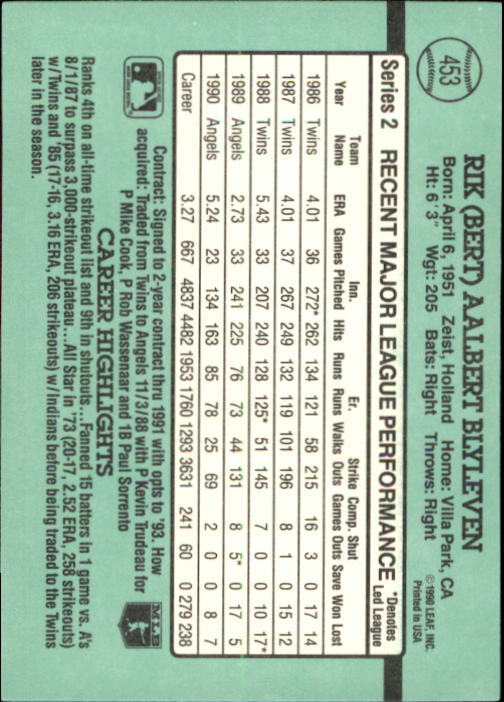 453
RIK (BERT) AALBERT BLYLEVEN
Born: April 6, 1951 Zeist, Holland Home: Villa Park, CA
Ht: 6' 3" Wgt: 205 Bats: Right Throws: Right
©1990 LEAF, INC.
Printed in USA
Series 2 RECENT MAJOR LEAGUE PERFORMANCE *Denotes Led League
Year Team Name ERA Games Inn. Pitched Hits Runs Er. Runs Walks Strike Outs Comp. Games Shut Outs Save Won Lost
1986 Twins 4.01 36 272* 262 134 121 58 215 16 3 0 17 14
1987 Twins 4.01 37 267 249 132 119 101 196 8 1 0 15 12
1988 Twins 5.43 33 207 240 128 125* 51 145 7 0 0 10 17*
1989 Angels 2.73 33 241 225 76 73 44 131 8 5* 0 17 5
1990 Angels 5.24 23 134 163 85 78 25 69 2 0 0 8 7
Career 3.27 667 4837 4482 1953 1760 1293 3631 241 60 0 279 238
Contract: Signed to 2-year contract thru 1991 with opts to '93. How
acquired: Traded from Twins to Angels 11/3/88 with P Kevin Trudeau for
P Mike Cook, P Rob Wassenaar and 1B Paul Sorrento
MLB
CAREER HIGHLIGHTS
Ranks 4th on all-time strikeout list and 9th in shutouts...Fanned 15 batters in 1 game vs. A's
8/1/87 to surpass 3,000-strikeout plateau...All Star in '73 (20-17, 2.52 ERA, 258 strikeouts)
w/Twins and '85 (17-16, 3.16 ERA, 206 strikeouts) w/Indians before being traded to the Twins
later in the season.